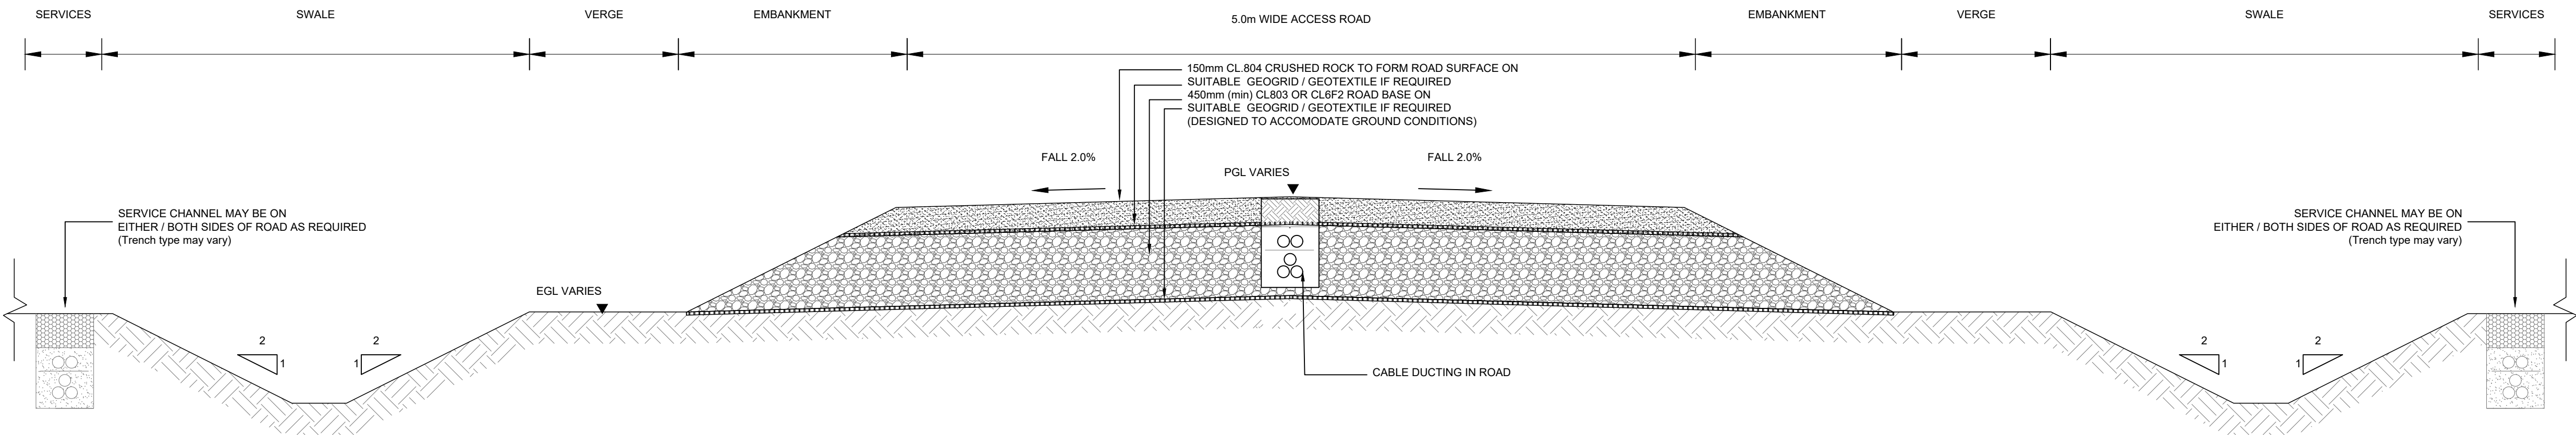 SERVICES
SWALE
VERGE
EMBANKMENT
5.0m WIDE ACCESS ROAD
EMBANKMENT
VERGE
SWALE
SERVICES
150mm CL.804 CRUSHED ROCK TO FORM ROAD SURFACE ON
SUITABLE GEOGRID / GEOTEXTILE IF REQUIRED
450mm (min) CL803 OR CL6F2 ROAD BASE ON
SUITABLE GEOGRID / GEOTEXTILE IF REQUIRED
(DESIGNED TO ACCOMODATE GROUND CONDITIONS)
FALL 2.0%
FALL 2.0%
PGL VARIES
SERVICE CHANNEL MAY BE ON
EITHER / BOTH SIDES OF ROAD AS REQUIRED
(Trench type may vary)
SERVICE CHANNEL MAY BE ON
EITHER / BOTH SIDES OF ROAD AS REQUIRED
(Trench type may vary)
EGL VARIES
2
1
2
1
2
1
2
1
CABLE DUCTING IN ROAD